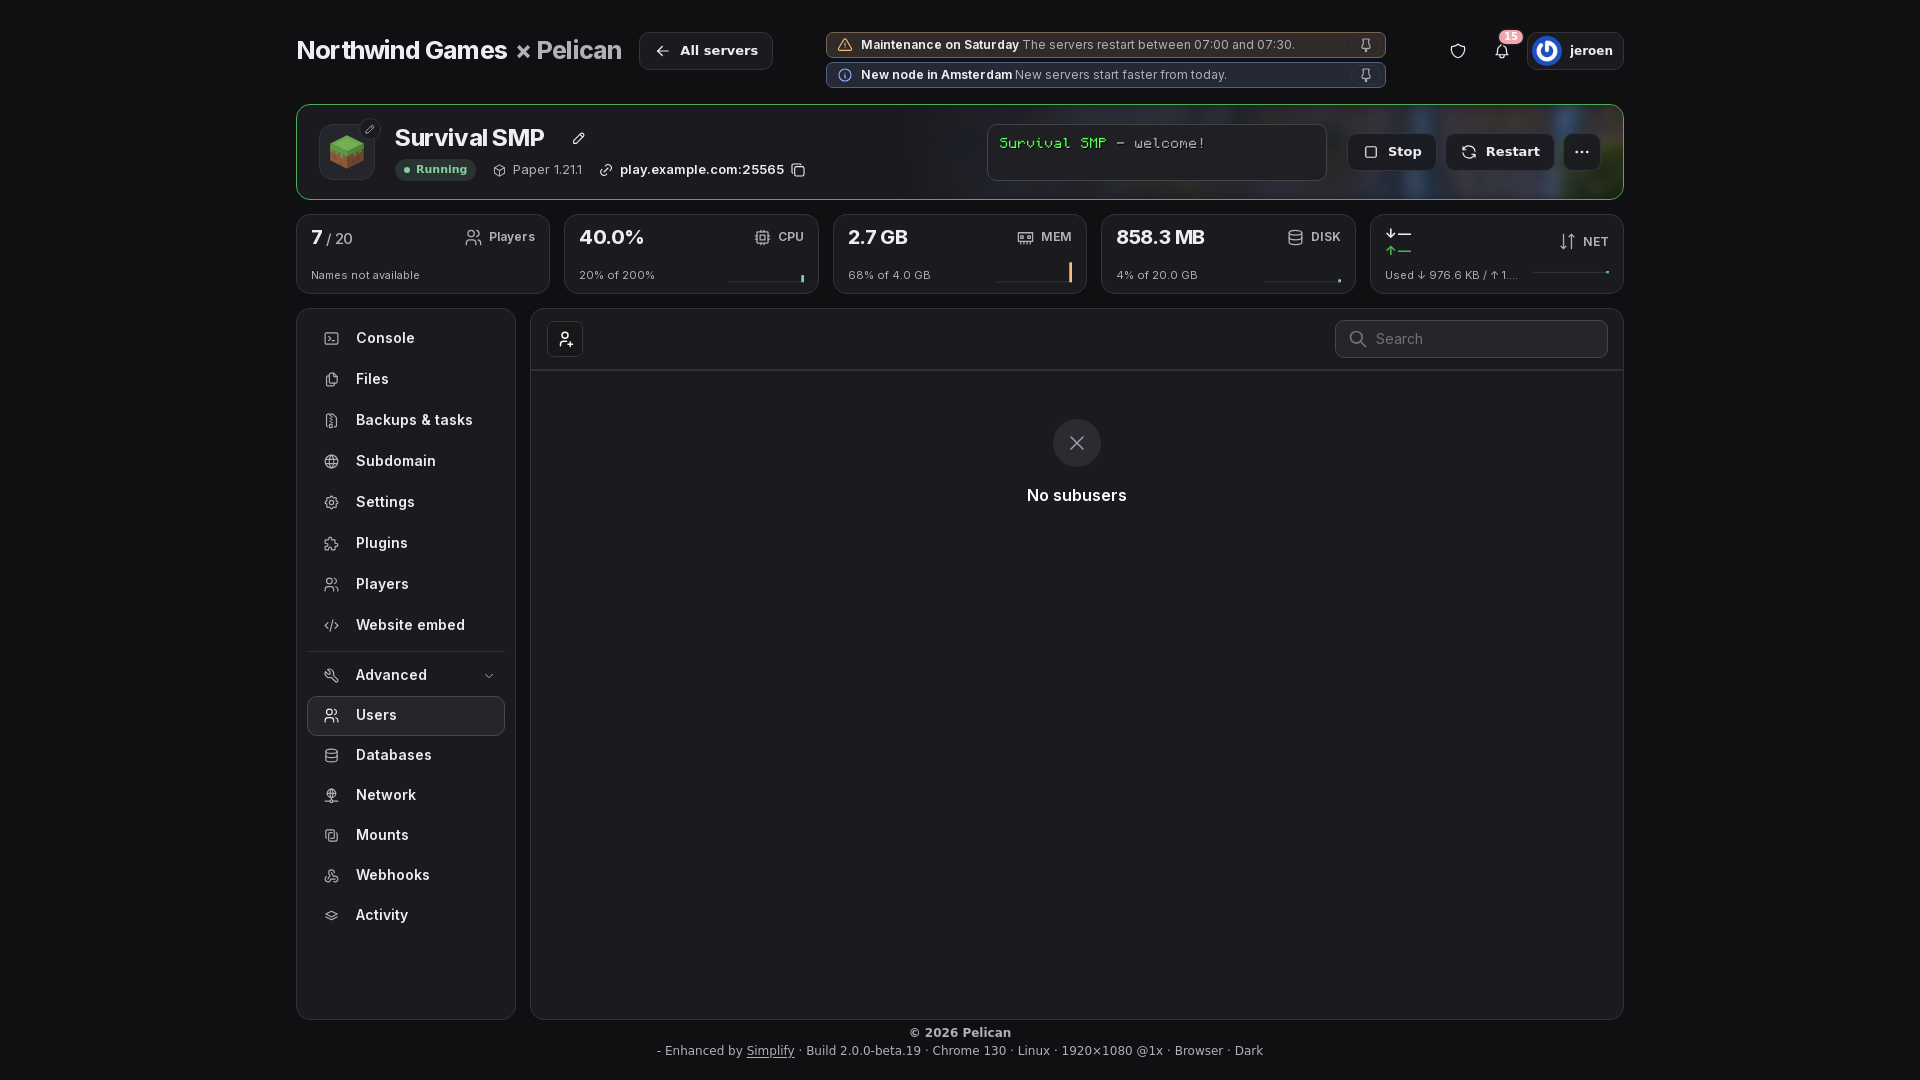 Northwind Games × Pelican
All servers
Maintenance on Saturday The servers restart between 07:00 and 07:30.
New node in Amsterdam New servers start faster from today.
15
jeroen
Survival SMP
Running
Paper 1.21.1
play.example.com:25565
Survival SMP - welcome!
Stop
Restart
7 / 20
Players
Names not available
40.0%
CPU
20% of 200%
2.7 GB
MEM
68% of 4.0 GB
858.3 MB
DISK
4% of 20.0 GB
↓—
↑—
NET
Used ↓ 976.6 KB / ↑ 1....
Console
Files
Backups & tasks
Subdomain
Settings
Plugins
Players
Website embed
Advanced
Users
Databases
Network
Mounts
Webhooks
Activity
Search
No subusers
© 2026 Pelican
- Enhanced by Simplify · Build 2.0.0-beta.19 · Chrome 130 · Linux · 1920×1080 @1x · Browser · Dark